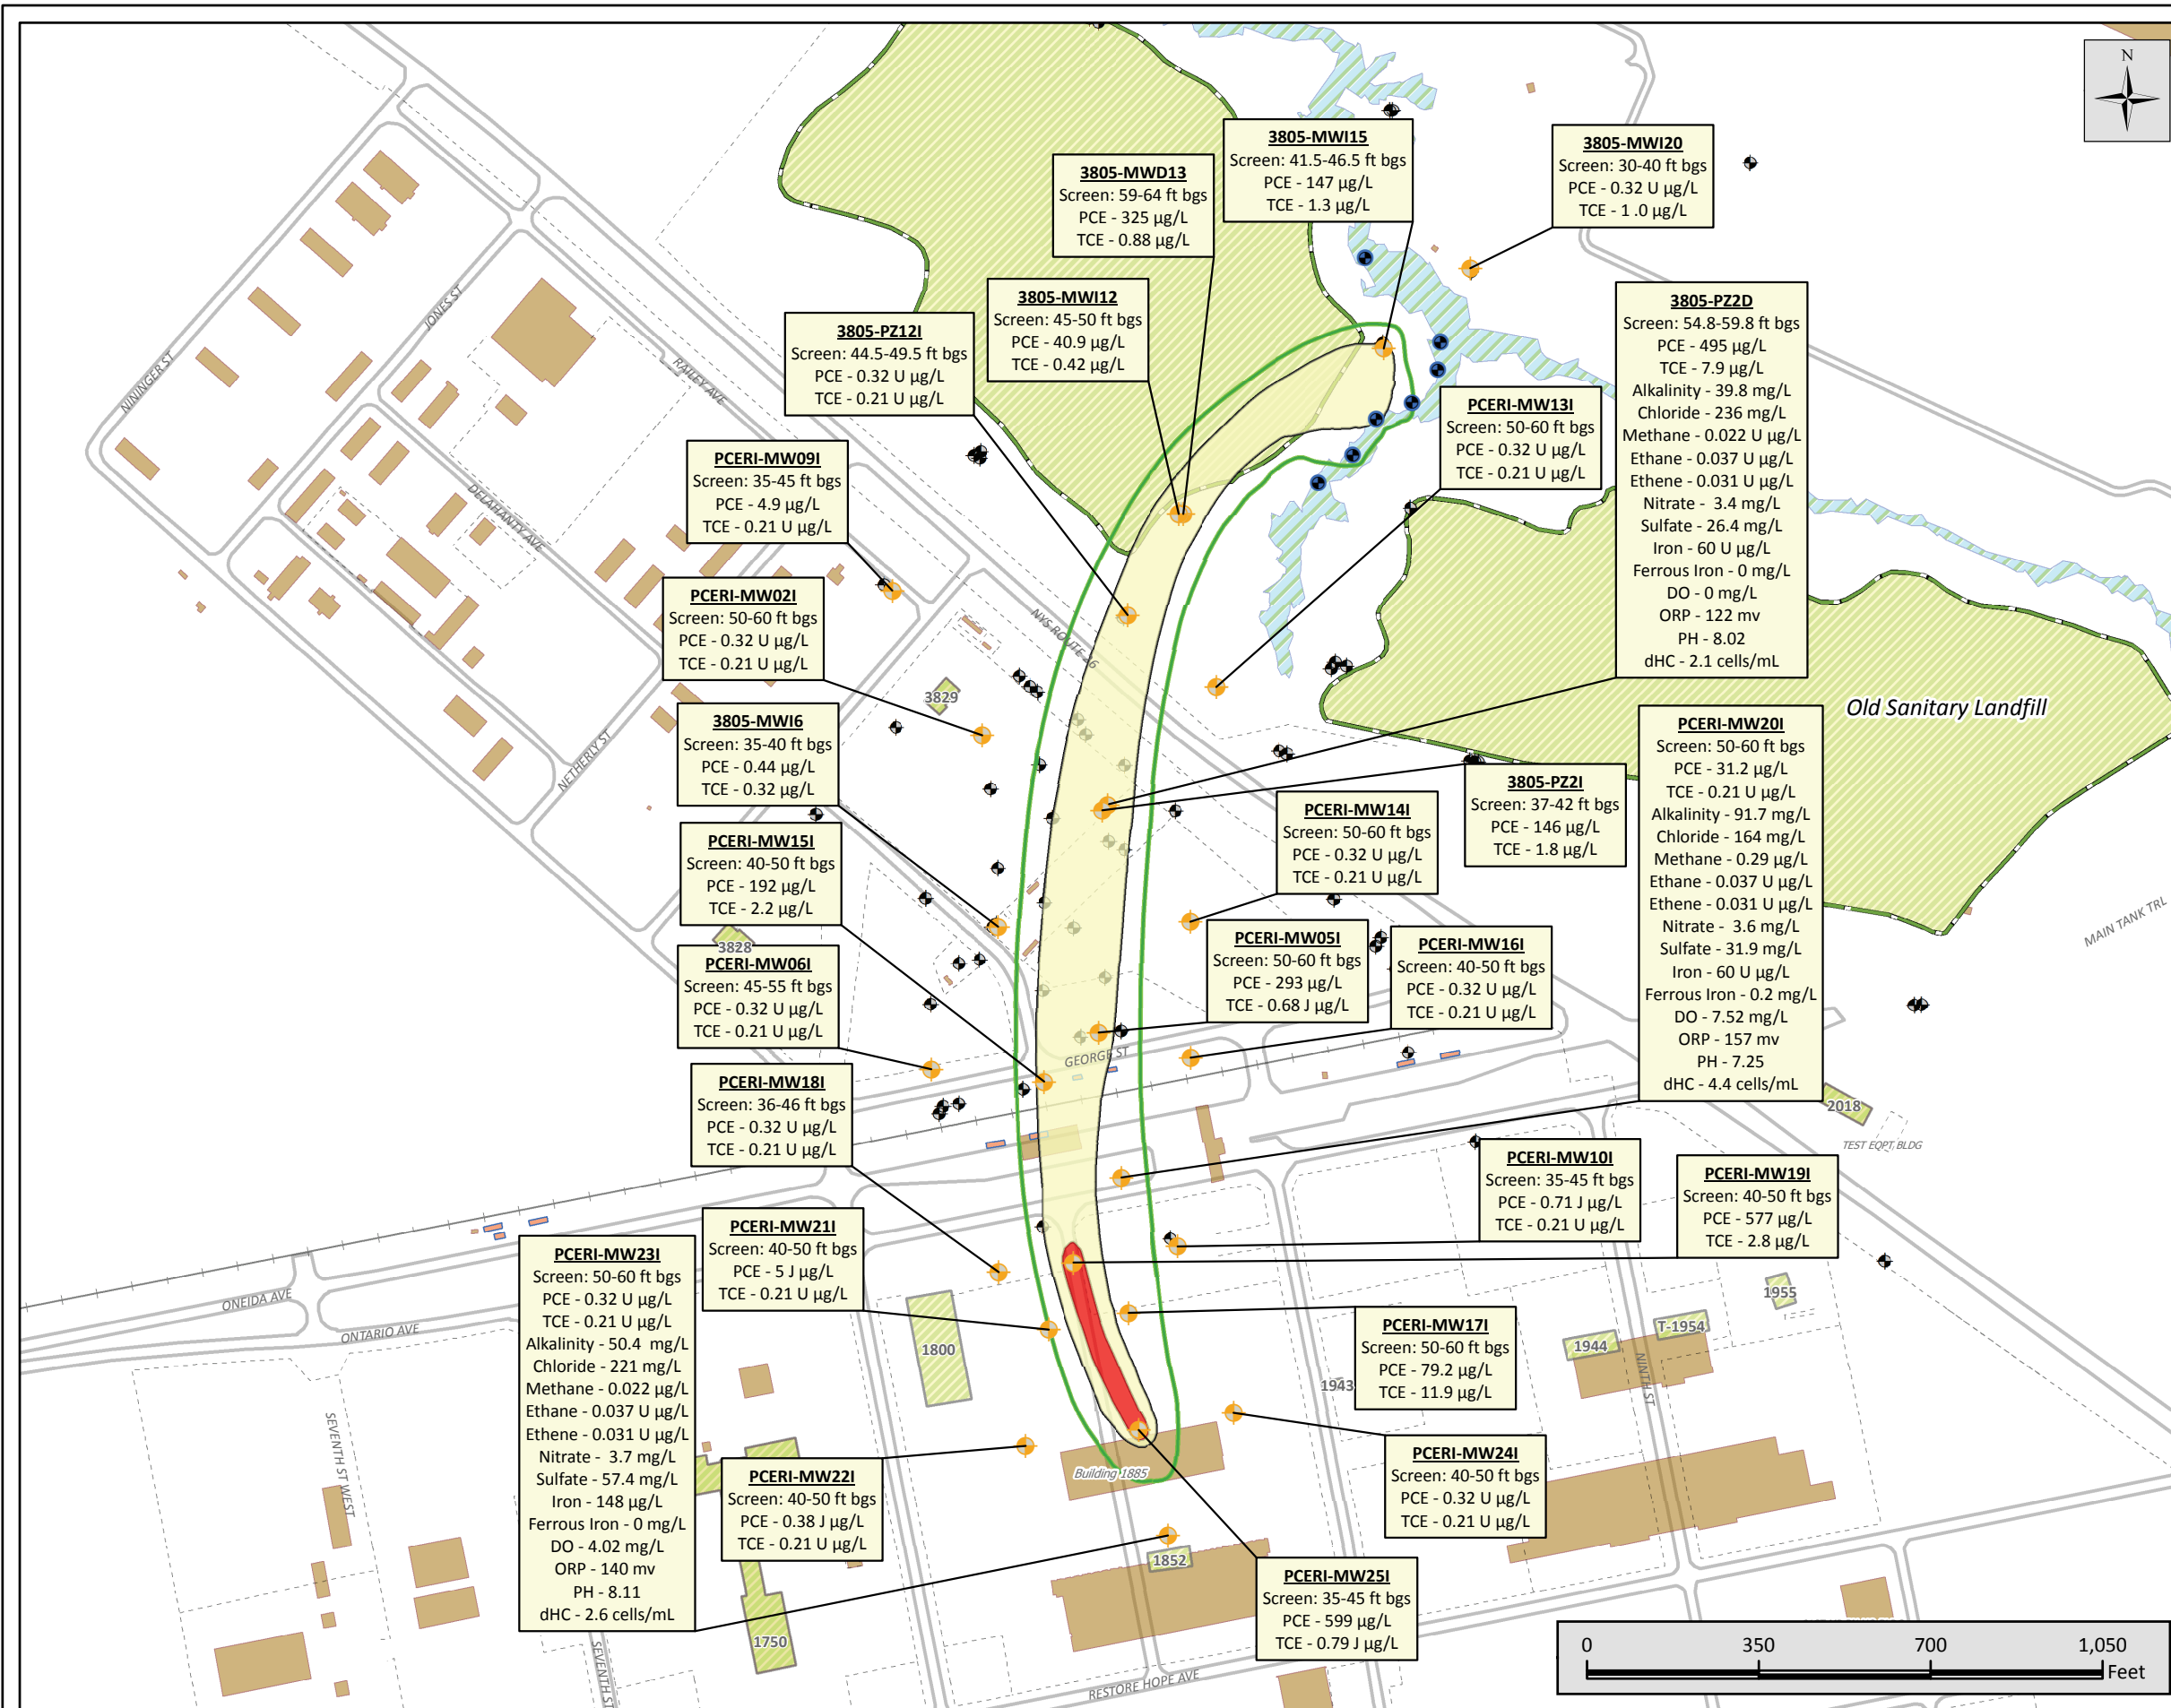 N
3805-MWI15
Screen: 41.5-46.5 ft bgs
PCE - 147 µg/L
TCE - 1.3 µg/L
3805-MWI20
Screen: 30-40 ft bgs
PCE - 0.32 U µg/L
TCE - 1 .0 µg/L
3805-MWD13
Screen: 59-64 ft bgs
PCE - 325 µg/L
TCE - 0.88 µg/L
3805-MWI12
Screen: 45-50 ft bgs
PCE - 40.9 µg/L
TCE - 0.42 µg/L
3805-PZ12I
Screen: 44.5-49.5 ft bgs
PCE - 0.32 U µg/L
TCE - 0.21 U µg/L
3805-PZ2D
Screen: 54.8-59.8 ft bgs
PCE - 495 µg/L
TCE - 7.9 µg/L
Alkalinity - 39.8 mg/L
Chloride - 236 mg/L
Methane - 0.022 U µg/L
Ethane - 0.037 U µg/L
Ethene - 0.031 U µg/L
Nitrate - 3.4 mg/L
Sulfate - 26.4 mg/L
Iron - 60 U µg/L
Ferrous Iron - 0 mg/L
DO - 0 mg/L
ORP - 122 mv
PH - 8.02
dHC - 2.1 cells/mL
PCERI-MW13I
Screen: 50-60 ft bgs
PCE - 0.32 U µg/L
TCE - 0.21 U µg/L
PCERI-MW09I
Screen: 35-45 ft bgs
PCE - 4.9 µg/L
TCE - 0.21 U µg/L
PCERI-MW02I
Screen: 50-60 ft bgs
PCE - 0.32 U µg/L
TCE - 0.21 U µg/L
3805-MWI6
Screen: 35-40 ft bgs
PCE - 0.44 µg/L
TCE - 0.32 µg/L
PCERI-MW15I
Screen: 40-50 ft bgs
PCE - 192 µg/L
TCE - 2.2 µg/L
PCERI-MW06I
Screen: 45-55 ft bgs
PCE - 0.32 U µg/L
TCE - 0.21 U µg/L
PCERI-MW18I
Screen: 36-46 ft bgs
PCE - 0.32 U µg/L
TCE - 0.21 U µg/L
3805-PZ2I
Screen: 37-42 ft bgs
PCE - 146 µg/L
TCE - 1.8 µg/L
PCERI-MW14I
Screen: 50-60 ft bgs
PCE - 0.32 U µg/L
TCE - 0.21 U µg/L
PCERI-MW05I
Screen: 50-60 ft bgs
PCE - 293 µg/L
TCE - 0.68 J µg/L
PCERI-MW16I
Screen: 40-50 ft bgs
PCE - 0.32 U µg/L
TCE - 0.21 U µg/L
PCERI-MW20I
Screen: 50-60 ft bgs
PCE - 31.2 µg/L
TCE - 0.21 U µg/L
Alkalinity - 91.7 mg/L
Chloride - 164 mg/L
Methane - 0.29 µg/L
Ethane - 0.037 U µg/L
Ethene - 0.031 U µg/L
Nitrate - 3.6 mg/L
Sulfate - 31.9 mg/L
Iron - 60 U µg/L
Ferrous Iron - 0.2 mg/L
DO - 7.52 mg/L
ORP - 157 mv
PH - 7.25
dHC - 4.4 cells/mL
PCERI-MW10I
Screen: 35-45 ft bgs
PCE - 0.71 J µg/L
TCE - 0.21 U µg/L
PCERI-MW19I
Screen: 40-50 ft bgs
PCE - 577 µg/L
TCE - 2.8 µg/L
PCERI-MW21I
Screen: 40-50 ft bgs
PCE - 5 J µg/L
TCE - 0.21 U µg/L
PCERI-MW23I
Screen: 50-60 ft bgs
PCE - 0.32 U µg/L
TCE - 0.21 U µg/L
Alkalinity - 50.4 mg/L
Chloride - 221 mg/L
Methane - 0.022 µg/L
Ethane - 0.037 U µg/L
Ethene - 0.031 U µg/L
Nitrate - 3.7 mg/L
Sulfate - 57.4 mg/L
Iron - 148 µg/L
Ferrous Iron - 0 mg/L
DO - 4.02 mg/L
ORP - 140 mv
PH - 8.11
dHC - 2.6 cells/mL
PCERI-MW17I
Screen: 50-60 ft bgs
PCE - 79.2 µg/L
TCE - 11.9 µg/L
PCERI-MW22I
Screen: 40-50 ft bgs
PCE - 0.38 J µg/L
TCE - 0.21 U µg/L
PCERI-MW24I
Screen: 40-50 ft bgs
PCE - 0.32 U µg/L
TCE - 0.21 U µg/L
PCERI-MW25I
Screen: 35-45 ft bgs
PCE - 599 µg/L
TCE - 0.79 J µg/L
Old Sanitary Landfill
NININGER ST
JONES ST
RAILEY AVE
DELAHANTY AVE
NETHERLY ST
NYS ROUTE 26
GEORGE ST
MAIN TANK TRL
TEST EQPT BLDG
ONEIDA AVE
ONTARIO AVE
SEVENTH ST WEST
SEVENTH ST
NINTH ST
RESTORE HOPE AVE
Building 1885
3829
3828
2018
1955
T-1954
1944
1943
1800
1852
1750
0 350 700 1,050
Feet